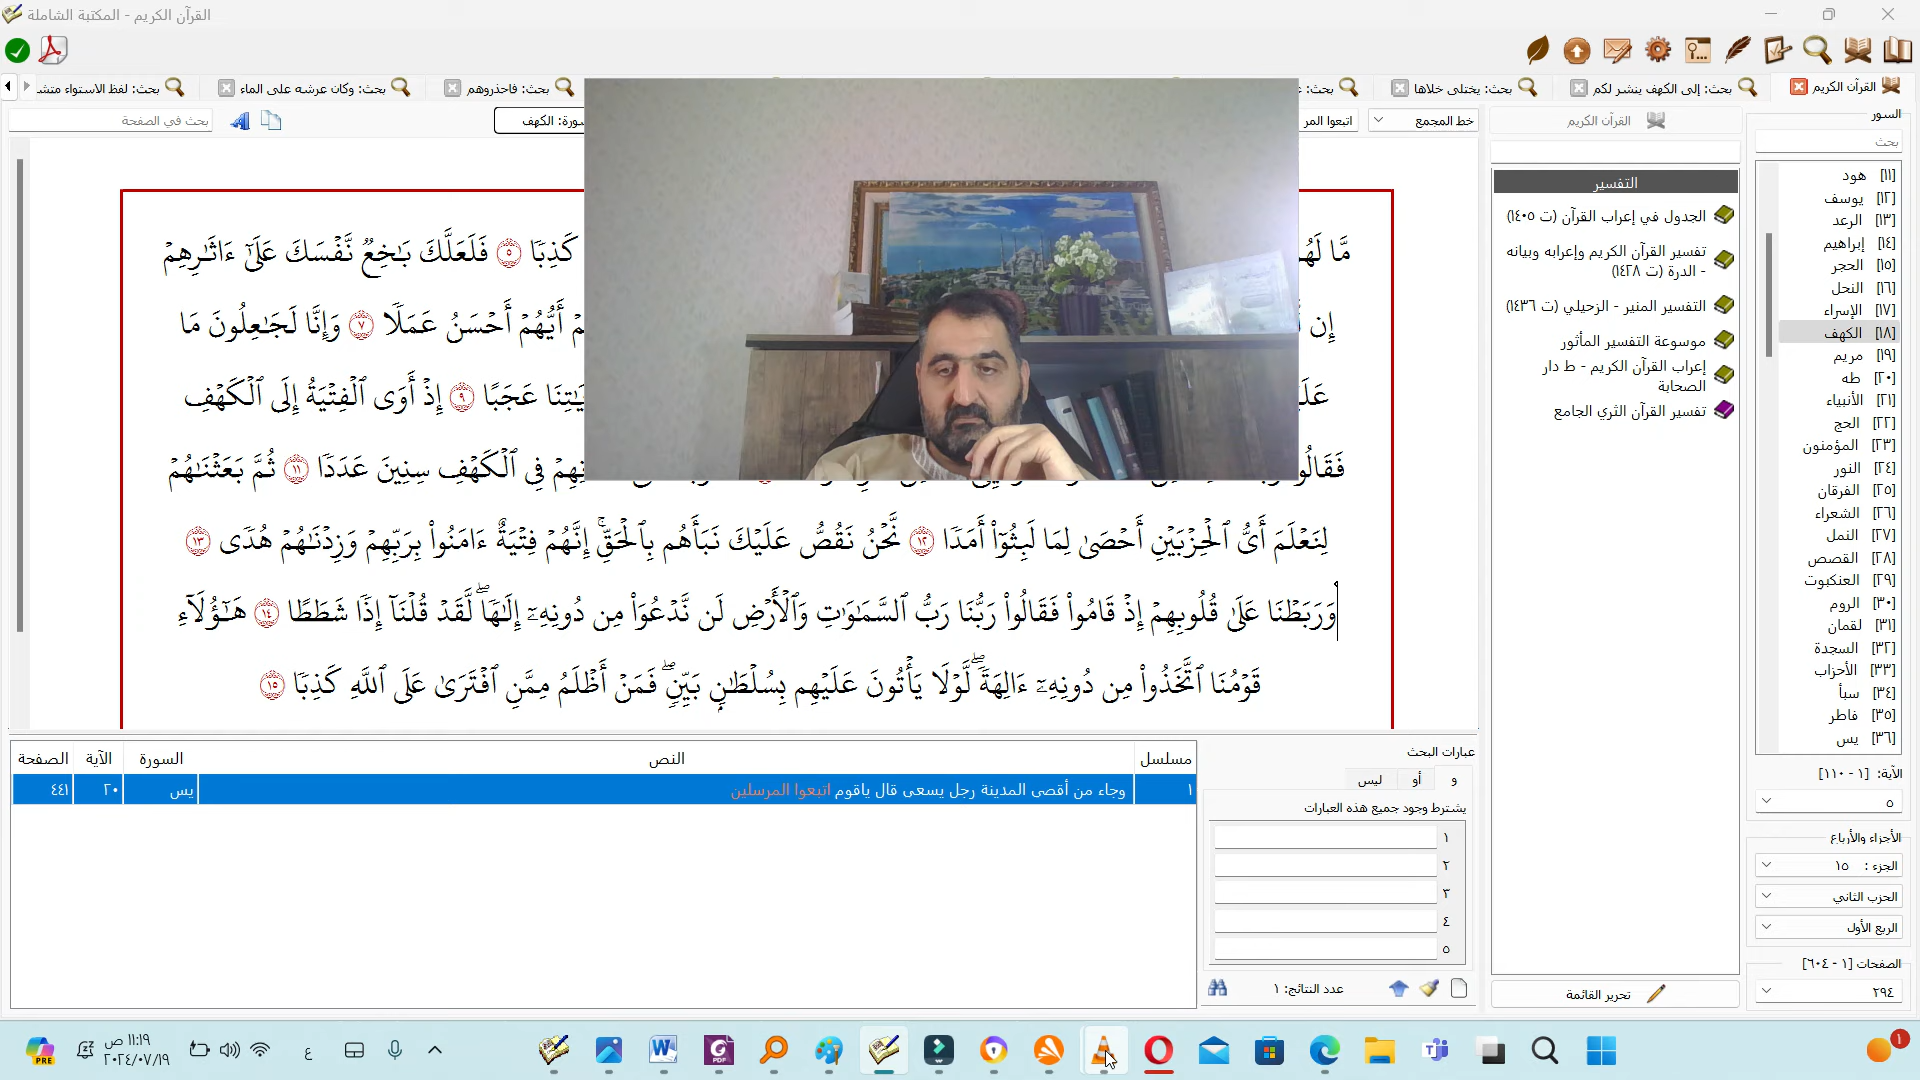 القرآن الكريم - المكتبة الشاملة
القرآن الكريم
بحث: إلى الكهف ينشر لكم
بحث: يختلى خلاها
بحث: ع
بحث: فاحذروهم
بحث: وكان عرشه على الماء
بحث: لفظ الاستواء متش
السور
بحث
القرآن الكريم
خط المجمع
اتبعوا المر
سورة: الكهف
بحث في الصفحة
[١١] هود
[١٢] يوسف
[١٣] الرعد
[١٤] إبراهيم
[١٥] الحجر
[١٦] النحل
[١٧] الإسراء
[١٨] الكهف
[١٩] مريم
[٢٠] طه
[٢١] الأنبياء
[٢٢] الحج
[٢٣] المؤمنون
[٢٤] النور
[٢٥] الفرقان
[٢٦] الشعراء
[٢٧] النمل
[٢٨] القصص
[٢٩] العنكبوت
[٣٠] الروم
[٣١] لقمان
[٣٢] السجدة
[٣٣] الأحزاب
[٣٤] سبأ
[٣٥] فاطر
[٣٦] يس
الآية: [١ - ١١٠]
٥
الأجزاء والأرباع
الجزء : ١٥
الحزب الثاني
الربع الأول
الصفحات [١ - ٦٠٤]
٢٩٤
التفسير
الجدول في إعراب القرآن (ت ١٤٠٥)
تفسير القرآن الكريم وإعرابه وبيانه
- الدرة (ت ١٤٢٨)
التفسير المنير - الزحيلي (ت ١٤٣٦)
موسوعة التفسير المأثور
إعراب القرآن الكريم - ط دار
الصحابة
تفسير القرآن الثري الجامع
تحرير القائمة
مَّا لَهُ كَذِبٗا ٥ فَلَعَلَّكَ بَٰخِعٞ نَّفۡسَكَ عَلَىٰٓ ءَاثَٰرِهِمۡ
إِن أَيُّهُمۡ أَحۡسَنُ عَمَلٗا ٧ وَإِنَّا لَجَٰعِلُونَ مَا
عَلَ يَٰتِنَا عَجَبًا ٩ إِذۡ أَوَى ٱلۡفِتۡيَةُ إِلَى ٱلۡكَهۡفِ
فَقَالُو نِهِمۡ فِي ٱلۡكَهۡفِ سِنِينَ عَدَدٗا ١١ ثُمَّ بَعَثۡنَٰهُمۡ
لِنَعۡلَمَ أَيُّ ٱلۡحِزۡبَيۡنِ أَحۡصَىٰ لِمَا لَبِثُوٓاْ أَمَدٗا ١٢ نَّحۡنُ نَقُصُّ عَلَيۡكَ نَبَأَهُم بِٱلۡحَقِّۚ إِنَّهُمۡ فِتۡيَةٌ ءَامَنُواْ بِرَبِّهِمۡ وَزِدۡنَٰهُمۡ هُدٗى ١٣
وَرَبَطۡنَا عَلَىٰ قُلُوبِهِمۡ إِذۡ قَامُواْ فَقَالُواْ رَبُّنَا رَبُّ ٱلسَّمَٰوَٰتِ وَٱلۡأَرۡضِ لَن نَّدۡعُوَاْ مِن دُونِهِۦٓ إِلَٰهٗاۖ لَّقَدۡ قُلۡنَآ إِذٗا شَطَطًا ١٤ هَٰٓؤُلَآءِ
قَوۡمُنَا ٱتَّخَذُواْ مِن دُونِهِۦٓ ءَالِهَةٗۖ لَّوۡلَا يَأۡتُونَ عَلَيۡهِم بِسُلۡطَٰنِۭ بَيِّنٖۖ فَمَنۡ أَظۡلَمُ مِمَّنِ ٱفۡتَرَىٰ عَلَى ٱللَّهِ كَذِبٗا ١٥
عبارات البحث
و أو ليس
يشترط وجود جميع هذه العبارات
١
٢
٣
٤
٥
عدد النتائج: ١
مسلسل النص السورة الآية الصفحة
١ وجاء من أقصى المدينة رجل يسعى قال ياقوم اتبعوا المرسلين يس ٢٠ ٤٤١
ع
١١:١٩ ص
٢٠٢٤/٠٧/١٩
PRE
PDF
١